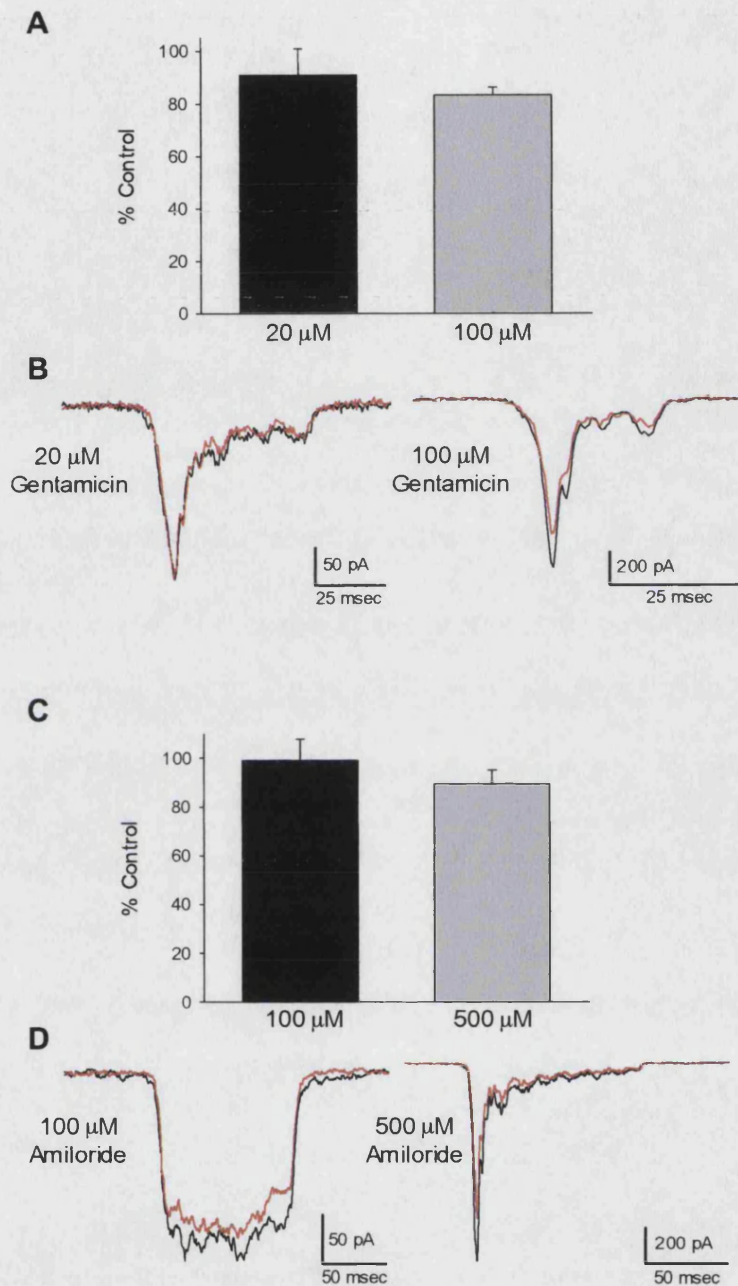 A
100
80
60
40
20
0
% Control
20 µM
100 µM
B
20 µM
Gentamicin
50 pA
25 msec
100 µM
Gentamicin
200 pA
25 msec
C
100
80
60
40
20
0
% Control
100 µM
500 µM
D
100 µM
Amiloride
50 pA
50 msec
500 µM
Amiloride
200 pA
50 msec